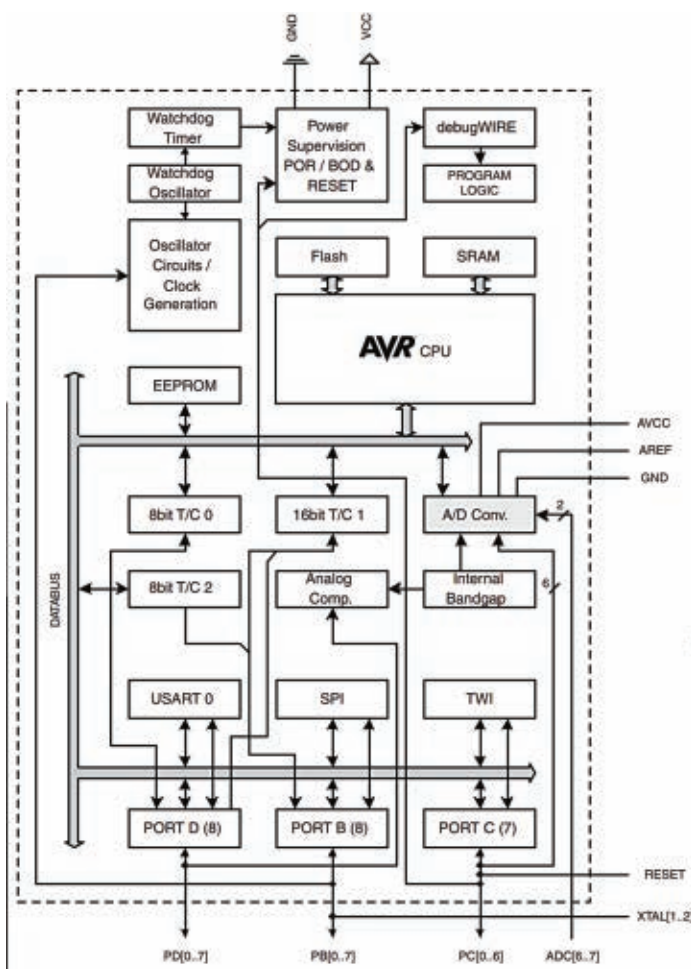 GND
VCC
Watchdog
Timer
Power
Supervision
POR / BOD &
RESET
debugWIRE
Watchdog
Oscillator
PROGRAM
LOGIC
Oscillator
Circuits /
Clock
Generation
Flash
SRAM
AVR CPU
EEPROM
AVCC
AREF
GND
8bit T/C 0
16bit T/C 1
A/D Conv.
2
DATABUS
8bit T/C 2
Analog
Comp.
Internal
Bandgap
6
USART 0
SPI
TWI
PORT D (8)
PORT B (8)
PORT C (7)
RESET
XTAL[1..2]
PD[0..7]
PB[0..7]
PC[0..6]
ADC[6..7]